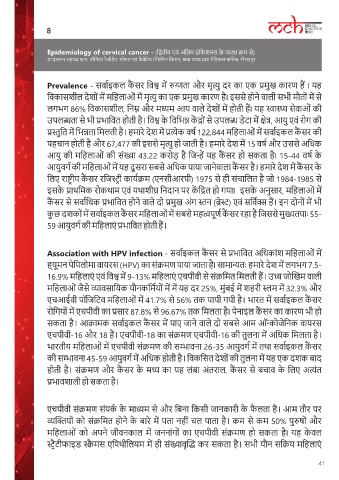 8
mch
Epidemiology of cervical cancer - (द्वितीय एवं अंतिम प्रोफेशनल के पाठ्य क्रम से)
Prevalence - सर्वाइकल कैंसर विश्व में रुग्णता और मृत्यु दर का एक प्रमुख कारण हैं । यह
विकासशील देशों में महिलाओं में मृत्यु का एक प्रमुख कारण है। इससे होने वाली सभी मौतों में से
लगभग 86% विकासशील, निम्न और मध्यम आय वाले देशों में होती हैं। यह स्वास्थ्य सेवाओं की
उपलब्धता से भी प्रभावित होती है। विश्व के विभिन्न केंद्रों से उपलब्ध डेटा में क्षेत्र, आयु एवं रोग की
प्रस्तुति में भिन्नता मिलती है। हमारे देश में प्रत्येक वर्ष 122,844 महिलाओं में सर्वाइकल कैंसर की
पहचान होती है और 67,477 की इससे मृत्यु हो जाती है। हमारे देश में 15 वर्ष और उससे अधिक
आयु की महिलाओं की संख्या 43.22 करोड़ है जिन्हें यह कैंसर हो सकता है। 15-44 वर्ष के
आयुवर्ग की महिलाओं में यह दूसरा सबसे अधिक पाया जानेवाला कैंसर है। हमारे देश में कैंसर के
लिए राष्ट्रीय कैंसर रजिस्ट्री कार्यक्रम (एनसीआरपी) 1975 से ही संचालित है जो 1984-1985 से
इसके प्राथमिक रोकथाम एवं यथाशीघ्र निदान पर केंद्रित हो गया। इसके अनुसार, महिलाओं में
कैंसर से सर्वाधिक प्रभावित होने वाले दो प्रमुख अंग स्तन (ब्रेस्ट) एवं सर्विक्स हैं। इन दोनों में भी
कुछ दशकों में सर्वाइकल कैंसर महिलाओं में सबसे महत्वपूर्ण कैंसर रहा है जिससे मुख्यतयाः 55-
59 आयुवर्ग की महिलाएं प्रभावित होती हैं।
Association with HPV infection - सर्वाइकल कैंसर से प्रभावित अधिकांश महिलाओं में
ह्यूमन पेपिलोमा वायरस (HPV) का संक्रमण पाया जाता है। सामान्यतः हमारे देश में लगभग 7.5-
16.9% महिलाएं एवं विश्व में 9-13% महिलाएं एचपीवी से संक्रमित मिलती हैं। उच्च जोखिम वाली
महिलाओं जैसे व्यावसायिक यौनकर्मियों में में यह दर 25%, मुंबई में शहरी स्लम में 32.3% और
एचआईवी पॉजिटिव महिलाओं में 41.7% से 56% तक पायी गयी है। भारत में सर्वाइकल कैंसर
रोगियों में एचपीवी का प्रसार 87.8% से 96.67% तक मिलता है। पेनाइल कैंसर का कारण भी हो
सकता है। आक्रामक सर्वाइकल कैंसर में पाए जाने वाले दो सबसे आम ऑन्कोजेनिक वायरस
एचपीवी-16 और 18 हैं। एचपीवी-18 का संक्रमण एचपीवी-16 की तुलना में अधिक मिलता है।
भारतीय महिलाओं में एचपीवी संक्रमण की सम्भावना 26-35 आयुवर्ग में तथा सर्वाइकल कैंसर
की सम्भावना 45-59 आयुवर्ग में अधिक होती है। विकसित देशों की तुलना में यह एक दशक बाद
होती है। संक्रमण और कैंसर के मध्य का यह लंबा अंतराल, कैंसर से बचाव के लिए अत्यंत
प्रभावशाली हो सकता है।
एचपीवी संक्रमण संपर्क के माध्यम से और बिना किसी जानकारी के फैलता है। आम तौर पर
व्यक्तियों को संक्रमित होने के बारे में पता नहीं चल पाता है। कम से कम 50% पुरुषों और
महिलाओं को अपने जीवनकाल में जननांगों का एचपीवी संक्रमण हो सकता है। यह केवल
स्ट्रैटीफाइड स्क्वैमस एपिथीलियम में ही संख्यावृद्धि कर सकता है। सभी यौन सक्रिय महिलाएं
41